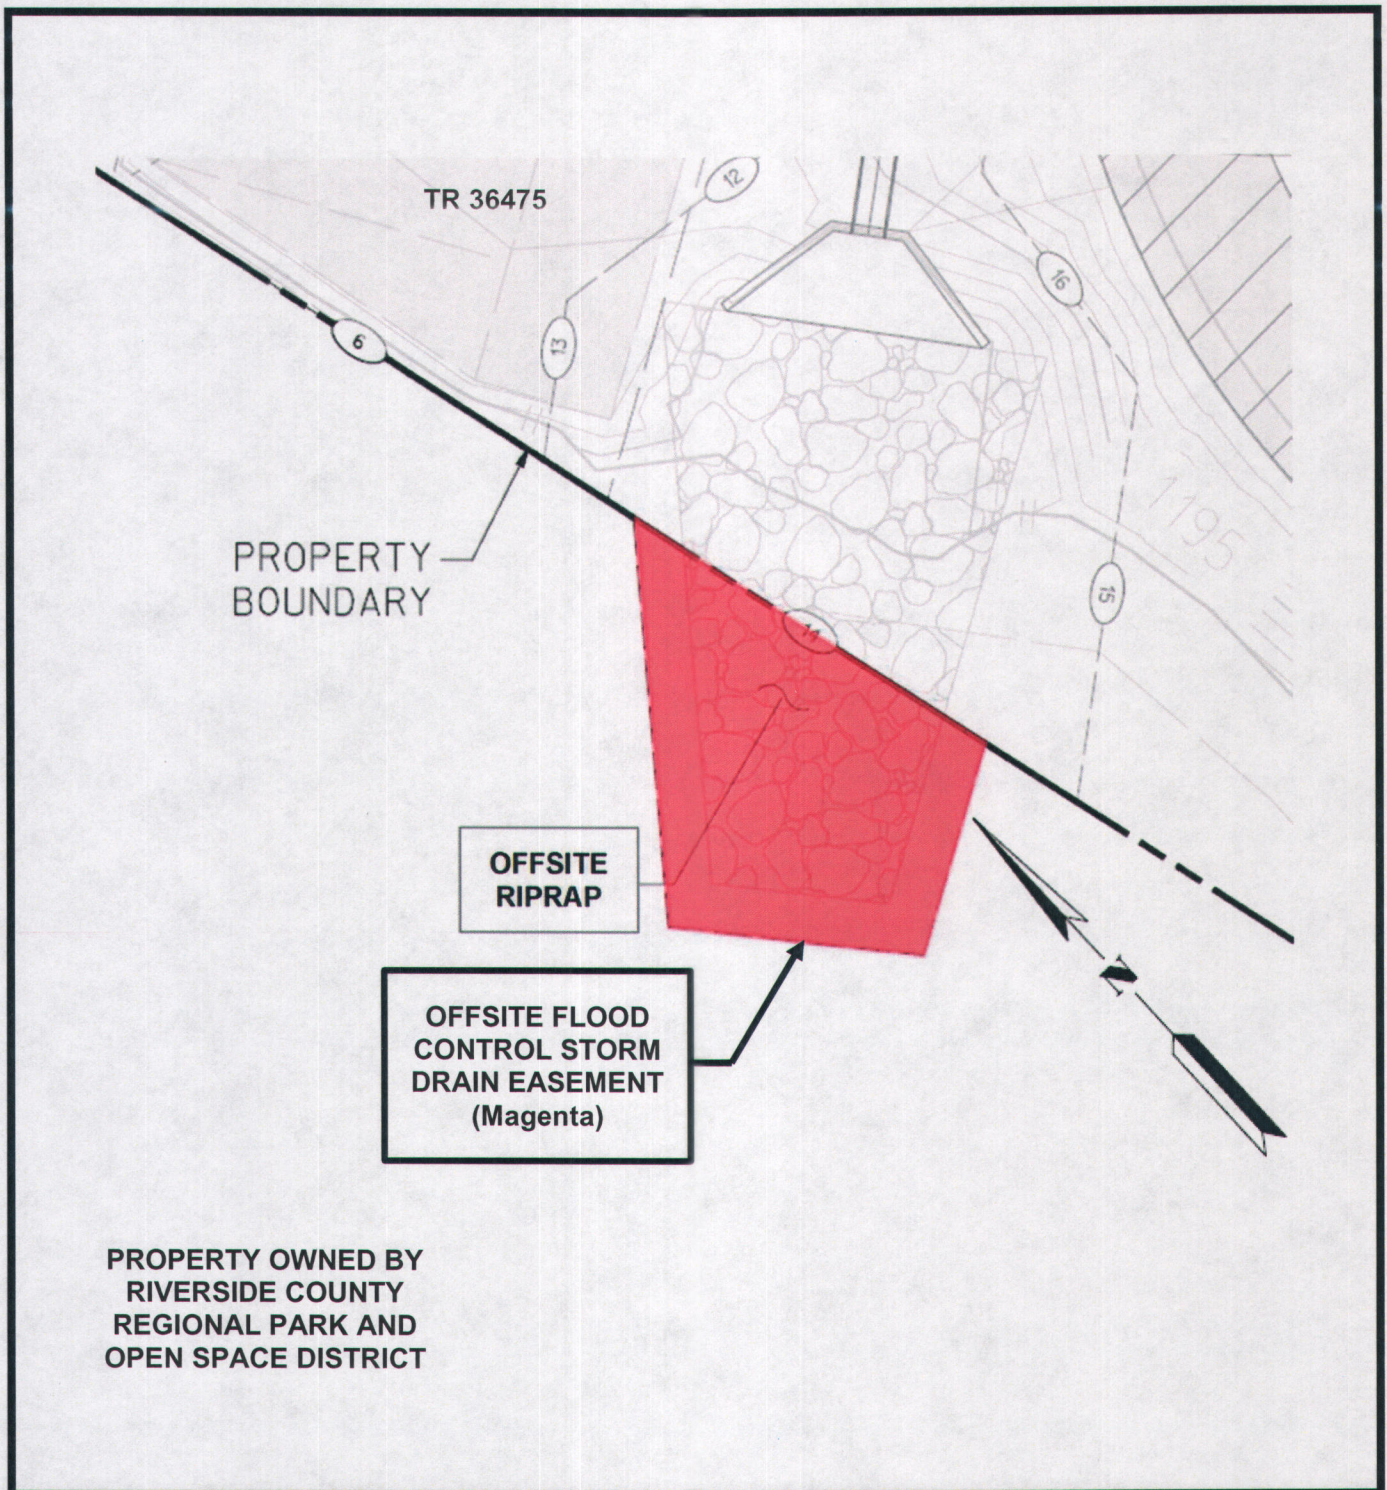 TR 36475
12
16
6
13
1195
PROPERTY
BOUNDARY
15
14
OFFSITE
RIPRAP
N
OFFSITE FLOOD
CONTROL STORM
DRAIN EASEMENT
(Magenta)
PROPERTY OWNED BY
RIVERSIDE COUNTY
REGIONAL PARK AND
OPEN SPACE DISTRICT